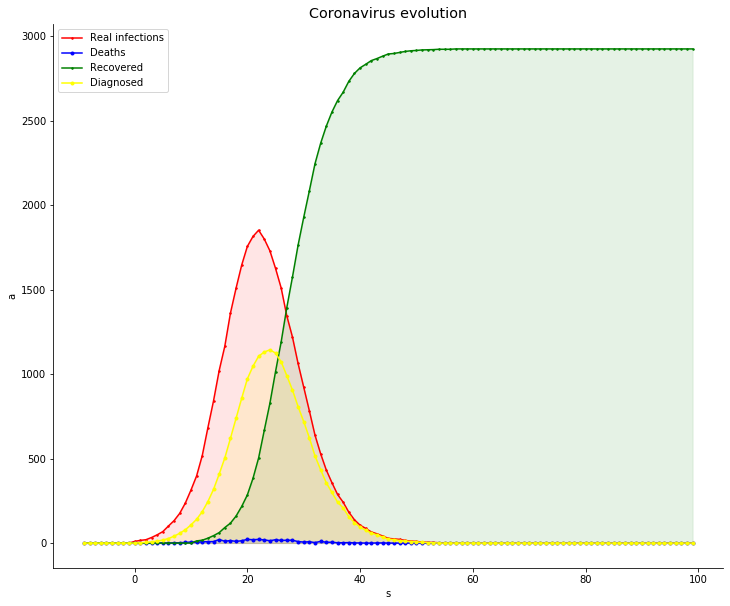 Coronavirus evolution
Real infections
Deaths
Recovered
Diagnosed
3000
2500
2000
1500
1000
500
0
a
0
20
40
60
80
100
s